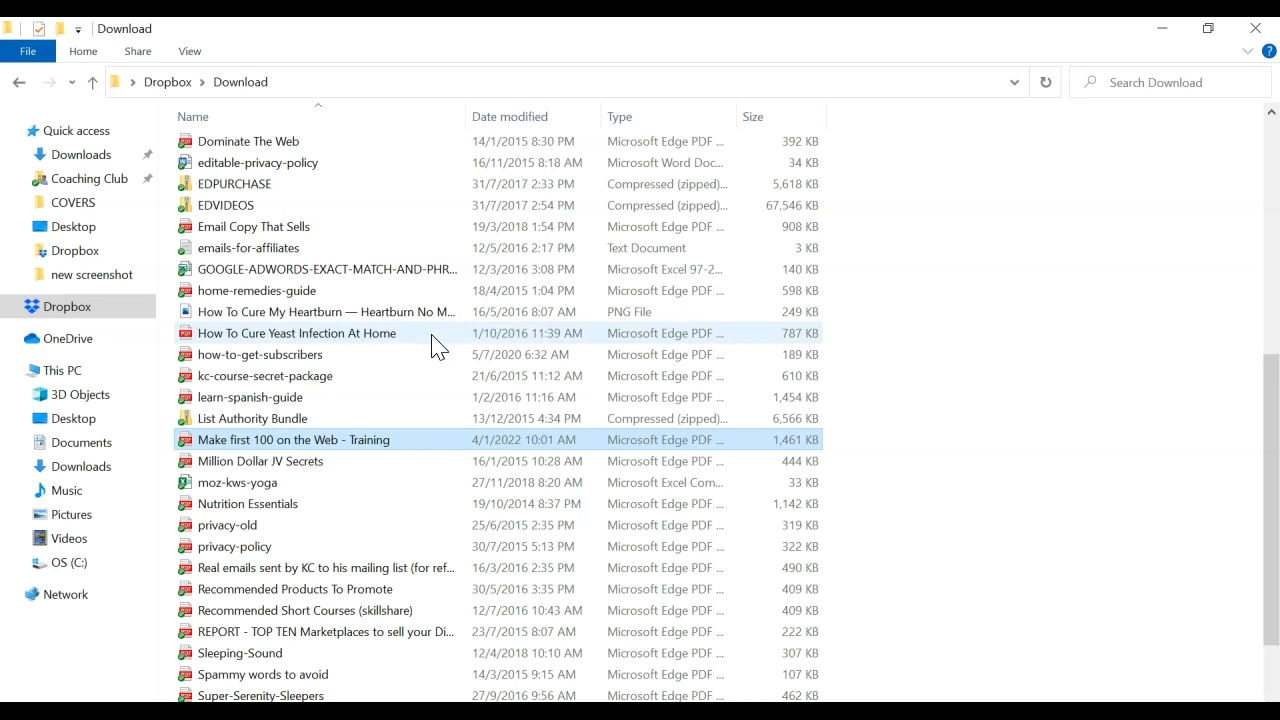 Download
File Home Share View
Dropbox Download Search Download
Name Date modified Type Size
Quick access
Downloads
Coaching Club
COVERS
Desktop
Dropbox
new screenshot
Dropbox
OneDrive
This PC
3D Objects
Desktop
Documents
Downloads
Music
Pictures
Videos
OS (C:)
Network
Dominate The Web 14/1/2015 8:30 PM Microsoft Edge PDF ... 392 KB
editable-privacy-policy 16/11/2015 8:18 AM Microsoft Word Doc... 34 KB
EDPURCHASE 31/7/2017 2:33 PM Compressed (zipped)... 5,618 KB
EDVIDEOS 31/7/2017 2:54 PM Compressed (zipped)... 67,546 KB
Email Copy That Sells 19/3/2018 1:54 PM Microsoft Edge PDF ... 908 KB
emails-for-affiliates 12/5/2016 2:17 PM Text Document 3 KB
GOOGLE-ADWORDS-EXACT-MATCH-AND-PHR... 12/3/2016 3:08 PM Microsoft Excel 97-2... 140 KB
home-remedies-guide 18/4/2015 1:04 PM Microsoft Edge PDF ... 598 KB
How To Cure My Heartburn — Heartburn No M... 16/5/2016 8:07 AM PNG File 249 KB
How To Cure Yeast Infection At Home 1/10/2016 11:39 AM Microsoft Edge PDF ... 787 KB
how-to-get-subscribers 5/7/2020 6:32 AM Microsoft Edge PDF ... 189 KB
kc-course-secret-package 21/6/2015 11:12 AM Microsoft Edge PDF ... 610 KB
learn-spanish-guide 1/2/2016 11:16 AM Microsoft Edge PDF ... 1,454 KB
List Authority Bundle 13/12/2015 4:34 PM Compressed (zipped)... 6,566 KB
Make first 100 on the Web - Training 4/1/2022 10:01 AM Microsoft Edge PDF ... 1,461 KB
Million Dollar JV Secrets 16/1/2015 10:28 AM Microsoft Edge PDF ... 444 KB
moz-kws-yoga 27/11/2018 8:20 AM Microsoft Excel Com... 33 KB
Nutrition Essentials 19/10/2014 8:37 PM Microsoft Edge PDF ... 1,142 KB
privacy-old 25/6/2015 2:35 PM Microsoft Edge PDF ... 319 KB
privacy-policy 30/7/2015 5:13 PM Microsoft Edge PDF ... 322 KB
Real emails sent by KC to his mailing list (for ref... 16/3/2016 2:35 PM Microsoft Edge PDF ... 490 KB
Recommended Products To Promote 30/5/2016 3:35 PM Microsoft Edge PDF ... 409 KB
Recommended Short Courses (skillshare) 12/7/2016 10:43 AM Microsoft Edge PDF ... 409 KB
REPORT - TOP TEN Marketplaces to sell your Di... 23/7/2015 8:07 AM Microsoft Edge PDF ... 222 KB
Sleeping-Sound 12/4/2018 10:10 AM Microsoft Edge PDF ... 307 KB
Spammy words to avoid 14/3/2015 9:15 AM Microsoft Edge PDF ... 107 KB
Super-Serenity-Sleepers 27/9/2016 9:56 AM Microsoft Edge PDF ... 462 KB